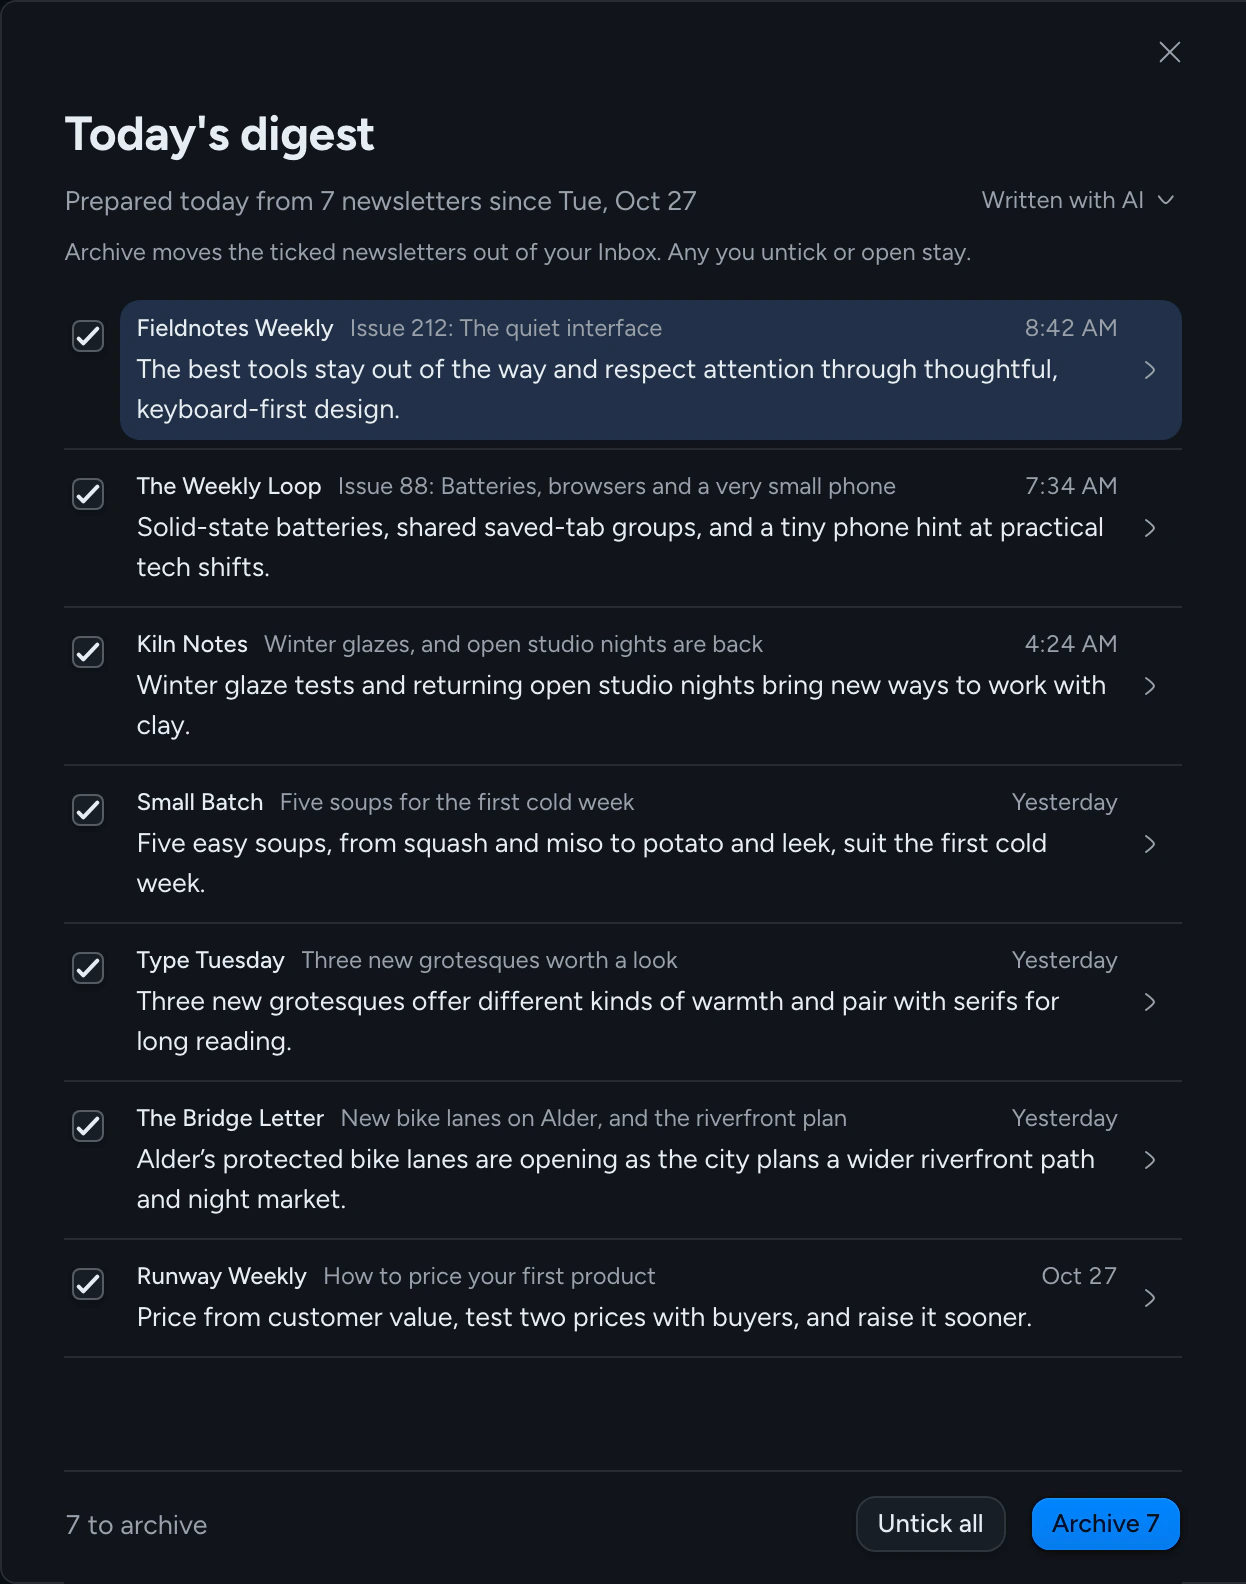 Today's digest
Prepared today from 7 newsletters since Tue, Oct 27
Written with AI
Archive moves the ticked newsletters out of your Inbox. Any you untick or open stay.
Fieldnotes Weekly Issue 212: The quiet interface 8:42 AM
The best tools stay out of the way and respect attention through thoughtful,
keyboard-first design.
The Weekly Loop Issue 88: Batteries, browsers and a very small phone 7:34 AM
Solid-state batteries, shared saved-tab groups, and a tiny phone hint at practical
tech shifts.
Kiln Notes Winter glazes, and open studio nights are back 4:24 AM
Winter glaze tests and returning open studio nights bring new ways to work with
clay.
Small Batch Five soups for the first cold week Yesterday
Five easy soups, from squash and miso to potato and leek, suit the first cold
week.
Type Tuesday Three new grotesques worth a look Yesterday
Three new grotesques offer different kinds of warmth and pair with serifs for
long reading.
The Bridge Letter New bike lanes on Alder, and the riverfront plan Yesterday
Alder’s protected bike lanes are opening as the city plans a wider riverfront path
and night market.
Runway Weekly How to price your first product Oct 27
Price from customer value, test two prices with buyers, and raise it sooner.
7 to archive
Untick all
Archive 7